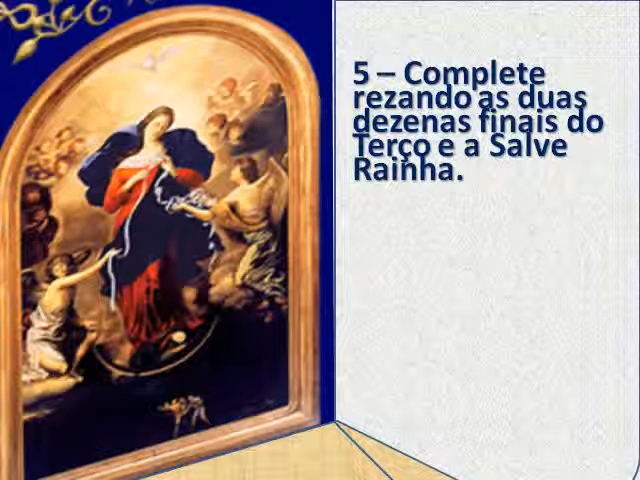 5 – Complete
rezando as duas
dezenas finais do
Terço e a Salve
Rainha.